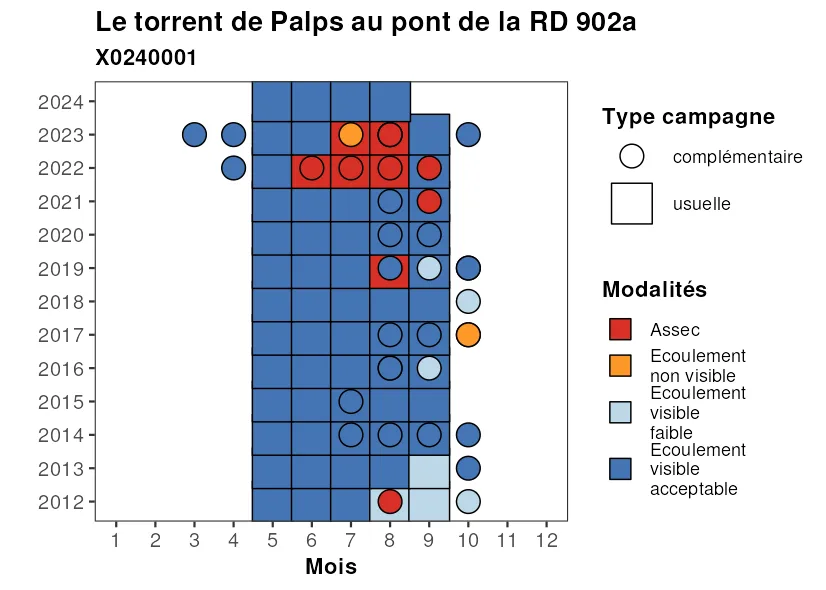 Le torrent de Palps au pont de la RD 902a
X0240001
2024
2023
2022
2021
2020
2019
2018
2017
2016
2015
2014
2013
2012
1 2 3 4 5 6 7 8 9 10 11 12
Mois
Type campagne
complémentaire
usuelle
Modalités
Assec
Ecoulement
non visible
Ecoulement
visible
faible
Ecoulement
visible
acceptable